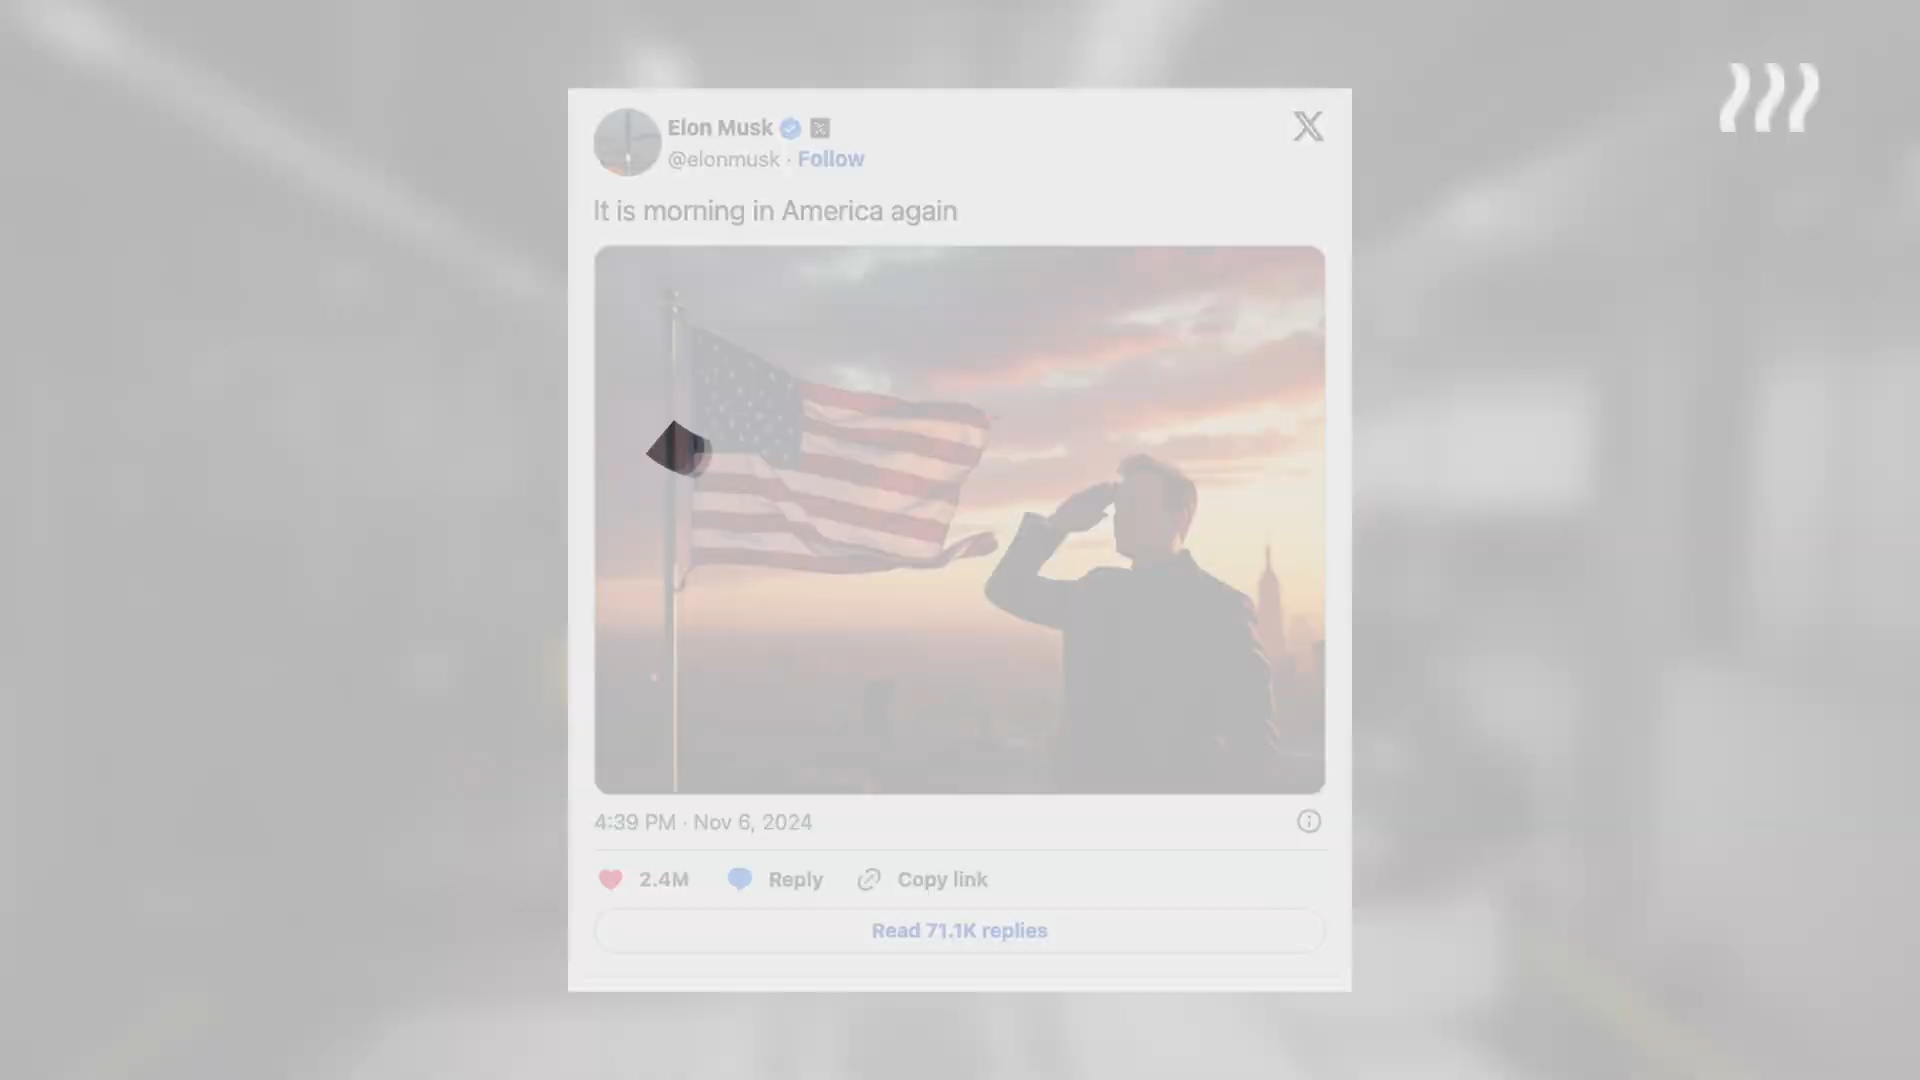 Elon Musk
@elonmusk · Follow
It is morning in America again
4:39 PM · Nov 6, 2024
2.4M Reply Copy link
Read 71.1K replies